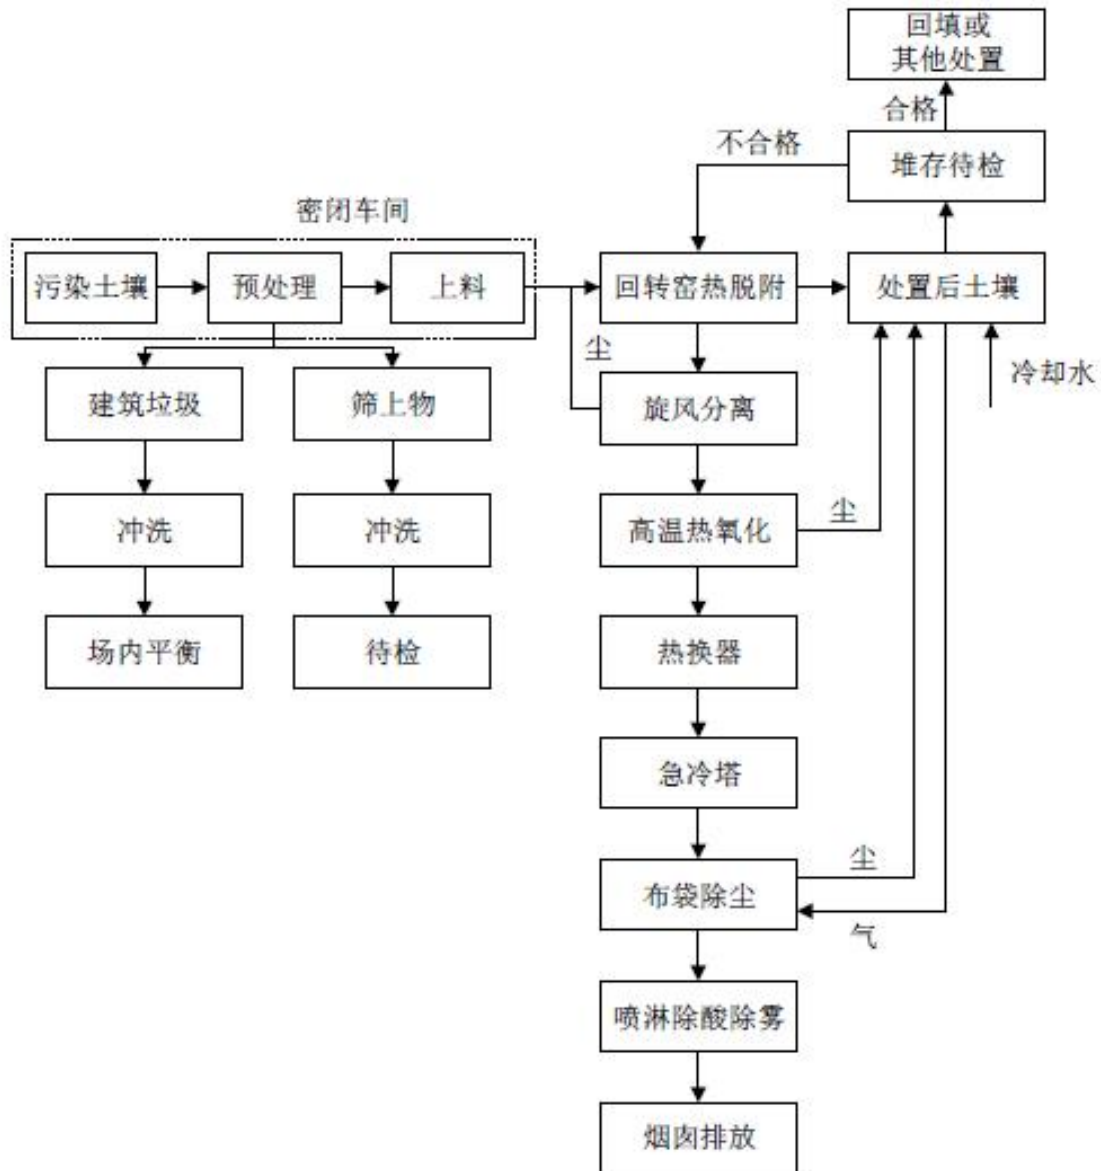 回填或
其他处置
合格
不合格
堆存待检
密闭车间
污染土壤
预处理
上料
回转窑热脱附
处置后土壤
尘
冷却水
建筑垃圾
筛上物
旋风分离
尘
冲洗
冲洗
高温热氧化
场内平衡
待检
热换器
急冷塔
尘
布袋除尘
气
喷淋除酸除雾
烟囱排放